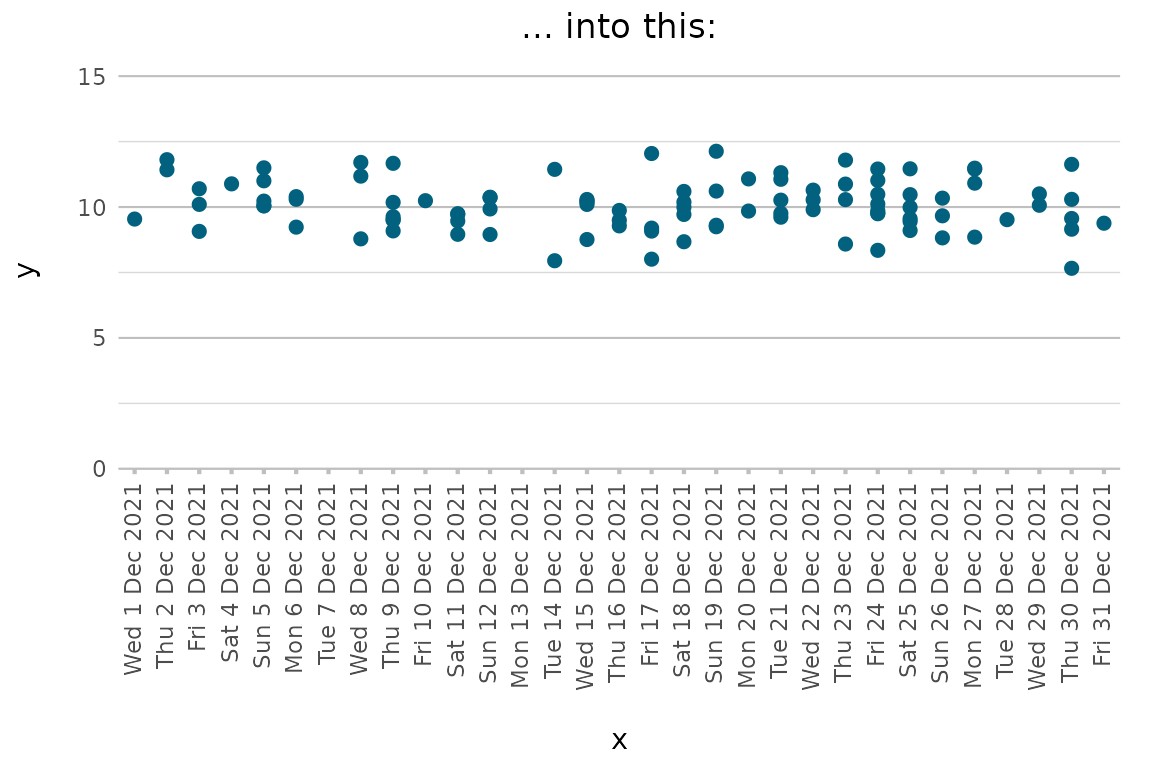 ... into this:
15
10
5
0
y
Wed 1 Dec 2021
Thu 2 Dec 2021
Fri 3 Dec 2021
Sat 4 Dec 2021
Sun 5 Dec 2021
Mon 6 Dec 2021
Tue 7 Dec 2021
Wed 8 Dec 2021
Thu 9 Dec 2021
Fri 10 Dec 2021
Sat 11 Dec 2021
Sun 12 Dec 2021
Mon 13 Dec 2021
Tue 14 Dec 2021
Wed 15 Dec 2021
Thu 16 Dec 2021
Fri 17 Dec 2021
Sat 18 Dec 2021
Sun 19 Dec 2021
Mon 20 Dec 2021
Tue 21 Dec 2021
Wed 22 Dec 2021
Thu 23 Dec 2021
Fri 24 Dec 2021
Sat 25 Dec 2021
Sun 26 Dec 2021
Mon 27 Dec 2021
Tue 28 Dec 2021
Wed 29 Dec 2021
Thu 30 Dec 2021
Fri 31 Dec 2021
x